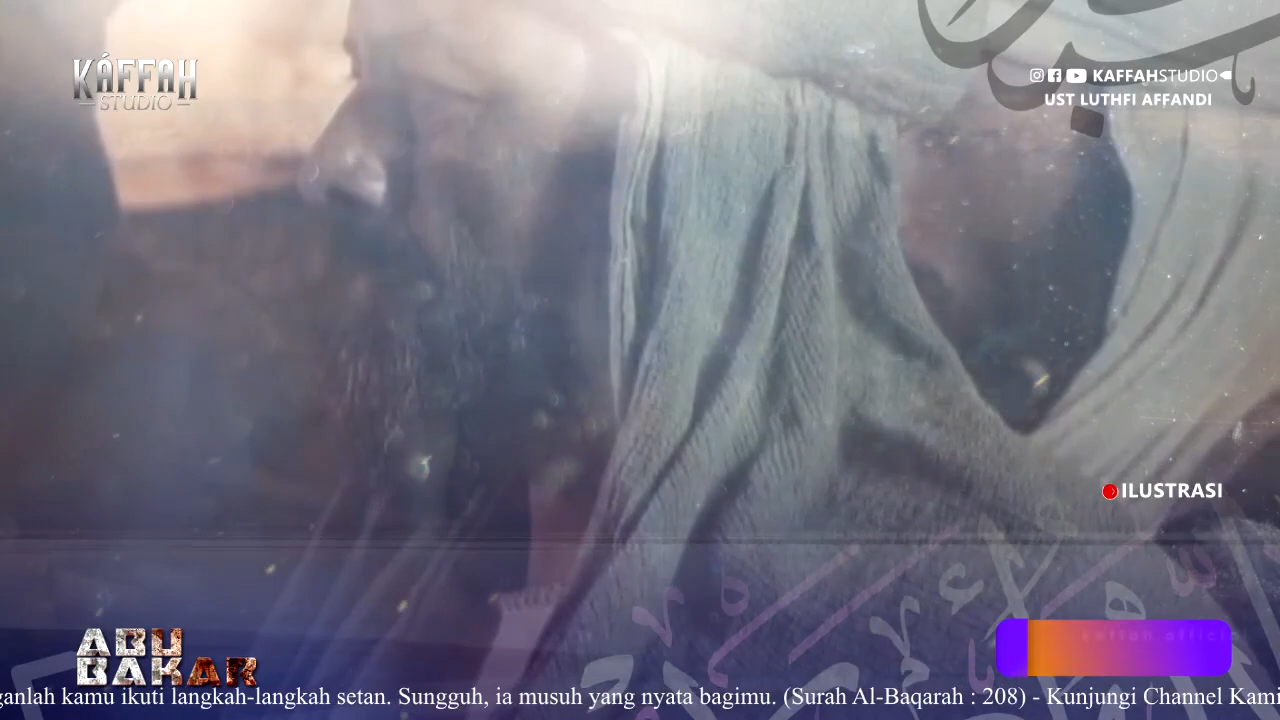 KÁFFAH
STUDIO
KAFFAHSTUDIO
UST LUTHFI AFFANDI
ILUSTRASI
ABU
BAKAR
ganlah kamu ikuti langkah-langkah setan. Sungguh, ia musuh yang nyata bagimu. (Surah Al-Baqarah : 208) - Kunjungi Channel Kami